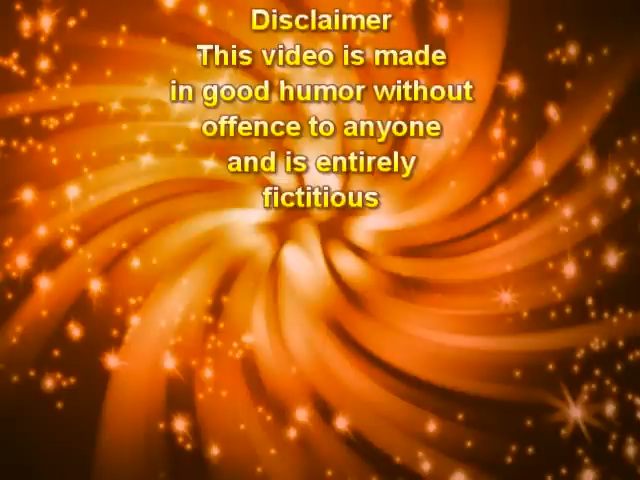 Disclaimer
This video is made
in good humor without
offence to anyone
and is entirely
fictitious